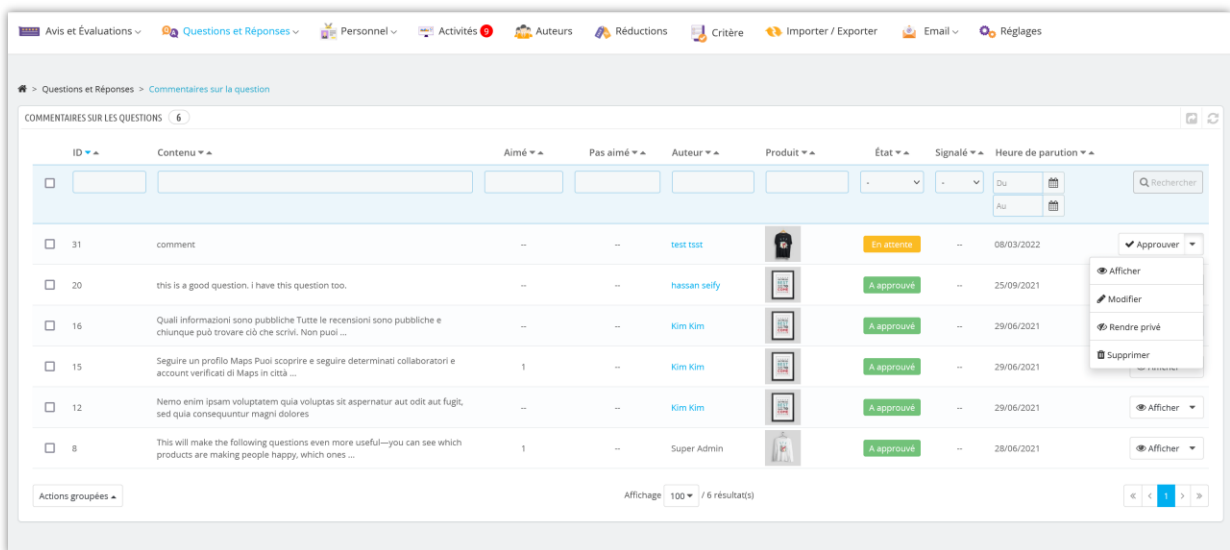 Avis et Évaluations Questions et Réponses Personnel Activités 9 Auteurs Réductions Critère Importer / Exporter Email Réglages
> Questions et Réponses > Commentaires sur la question
COMMENTAIRES SUR LES QUESTIONS 6
ID Contenu Aimé Pas aimé Auteur Produit État Signalé Heure de parution
- - Du Rechercher
Au
31 comment -- -- test tsst En attente -- 08/03/2022 Approuver
Afficher
20 this is a good question. i have this question too. -- -- hassan seify A approuvé -- 25/09/2021
Modifier
Quali informazioni sono pubbliche Tutte le recensioni sono pubbliche e
16 chiunque può trovare ciò che scrivi. Non puoi ... -- -- Kim Kim A approuvé -- 29/06/2021
Rendre privé
Supprimer
Seguire un profilo Maps Puoi scoprire e seguire determinati collaboratori e
15 account verificati di Maps in città ... 1 -- Kim Kim A approuvé -- 29/06/2021
Nemo enim ipsam voluptatem quia voluptas sit aspernatur aut odit aut fugit,
12 sed quia consequuntur magni dolores -- -- Kim Kim A approuvé -- 29/06/2021 Afficher
This will make the following questions even more useful—you can see which
8 products are making people happy, which ones ... 1 -- Super Admin A approuvé -- 28/06/2021 Afficher
Actions groupées Affichage 100 / 6 résultat(s) « < 1 > »